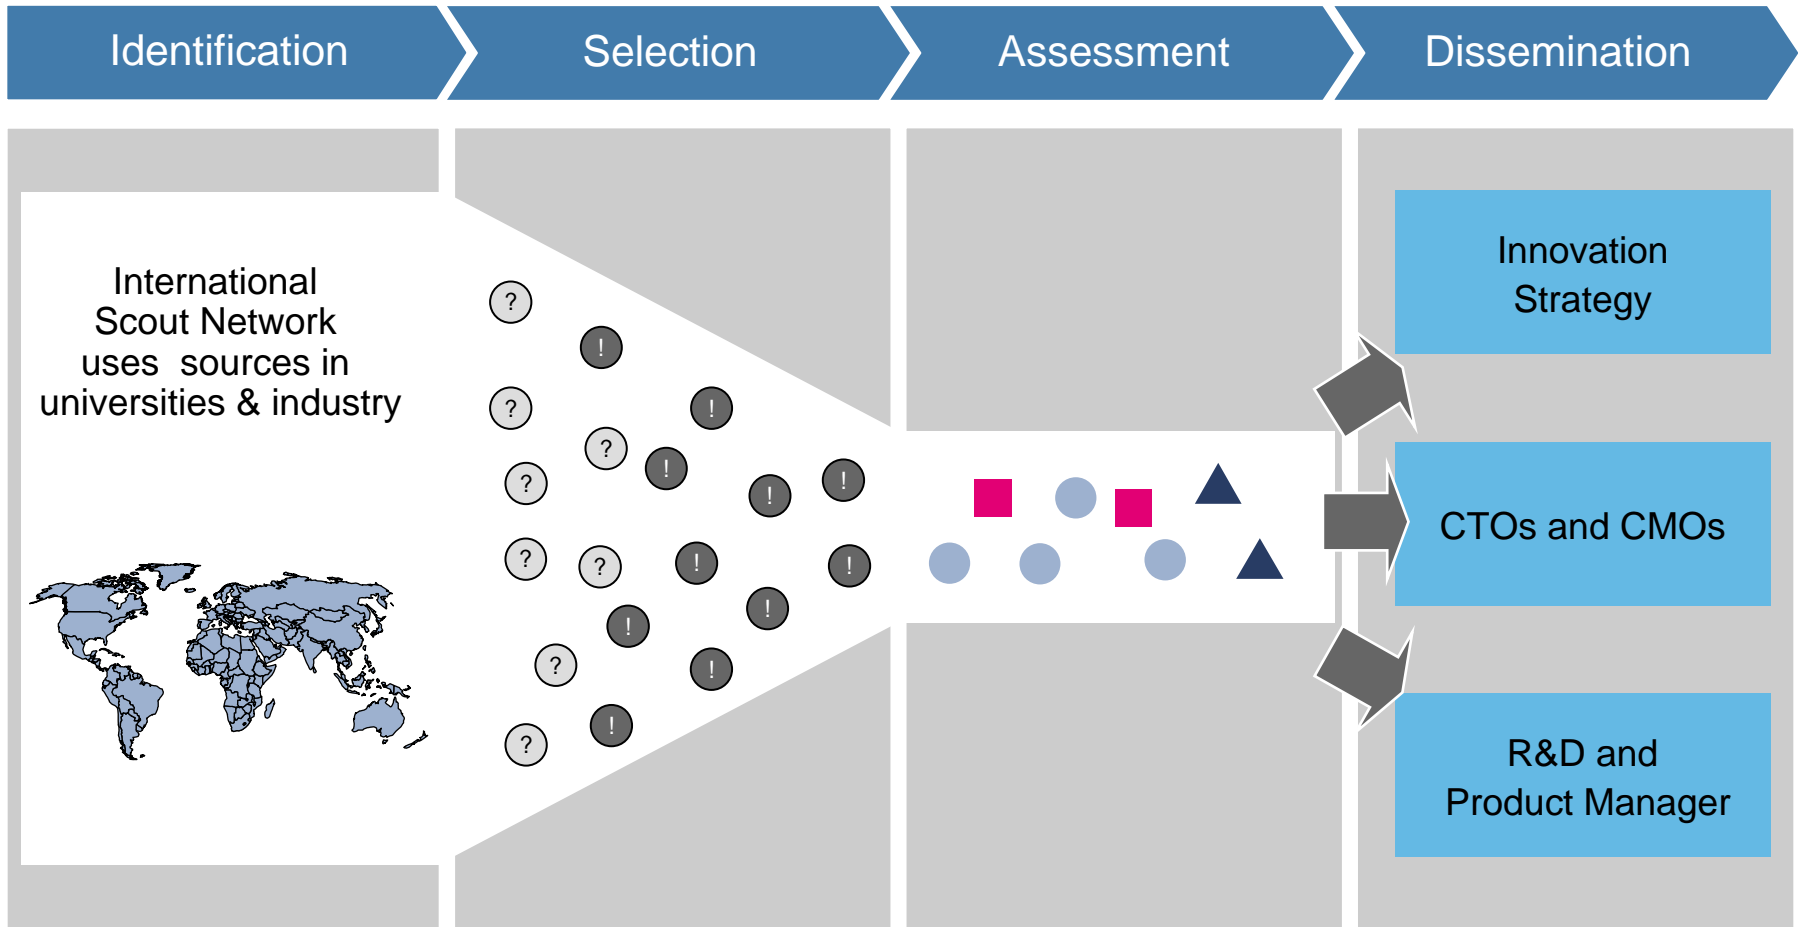 Identification
Selection
Assessment
Dissemination
International
Scout Network
uses sources in
universities & industry
?
!
?
!
?
!
?
!
!
?
?
!
!
?
!
!
?
!
?
!
?
Innovation
Strategy
CTOs and CMOs
R&D and
Product Manager